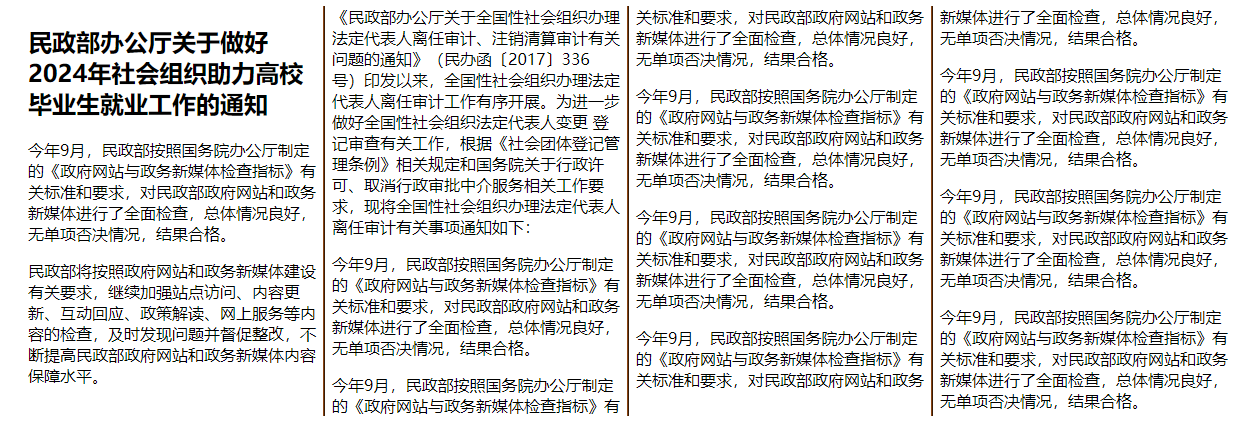 民政部办公厅关于做好
2024年社会组织助力高校
毕业生就业工作的通知
今年9月，民政部按照国务院办公厅制定
的《政府网站与政务新媒体检查指标》有
关标准和要求，对民政部政府网站和政务
新媒体进行了全面检查，总体情况良好，
无单项否决情况，结果合格。
民政部将按照政府网站和政务新媒体建设
有关要求，继续加强站点访问、内容更
新、互动回应、政策解读、网上服务等内
容的检查，及时发现问题并督促整改，不
断提高民政部政府网站和政务新媒体内容
保障水平。
《民政部办公厅关于全国性社会组织办理
法定代表人离任审计、注销清算审计有关
问题的通知》（民办函〔2017〕336
号）印发以来，全国性社会组织办理法定
代表人离任审计工作有序开展。为进一步
做好全国性社会组织法定代表人变更 登
记审查有关工作，根据《社会团体登记管
理条例》相关规定和国务院关于行政许
可、取消行政审批中介服务相关工作要
求，现将全国性社会组织办理法定代表人
离任审计有关事项通知如下：
今年9月，民政部按照国务院办公厅制定
的《政府网站与政务新媒体检查指标》有
关标准和要求，对民政部政府网站和政务
新媒体进行了全面检查，总体情况良好，
无单项否决情况，结果合格。
今年9月，民政部按照国务院办公厅制定
的《政府网站与政务新媒体检查指标》有
关标准和要求，对民政部政府网站和政务
新媒体进行了全面检查，总体情况良好，
无单项否决情况，结果合格。
今年9月，民政部按照国务院办公厅制定
的《政府网站与政务新媒体检查指标》有
关标准和要求，对民政部政府网站和政务
新媒体进行了全面检查，总体情况良好，
无单项否决情况，结果合格。
今年9月，民政部按照国务院办公厅制定
的《政府网站与政务新媒体检查指标》有
关标准和要求，对民政部政府网站和政务
新媒体进行了全面检查，总体情况良好，
无单项否决情况，结果合格。
今年9月，民政部按照国务院办公厅制定
的《政府网站与政务新媒体检查指标》有
关标准和要求，对民政部政府网站和政务
新媒体进行了全面检查，总体情况良好，
无单项否决情况，结果合格。
今年9月，民政部按照国务院办公厅制定
的《政府网站与政务新媒体检查指标》有
关标准和要求，对民政部政府网站和政务
新媒体进行了全面检查，总体情况良好，
无单项否决情况，结果合格。
今年9月，民政部按照国务院办公厅制定
的《政府网站与政务新媒体检查指标》有
关标准和要求，对民政部政府网站和政务
新媒体进行了全面检查，总体情况良好，
无单项否决情况，结果合格。
今年9月，民政部按照国务院办公厅制定
的《政府网站与政务新媒体检查指标》有
关标准和要求，对民政部政府网站和政务
新媒体进行了全面检查，总体情况良好，
无单项否决情况，结果合格。